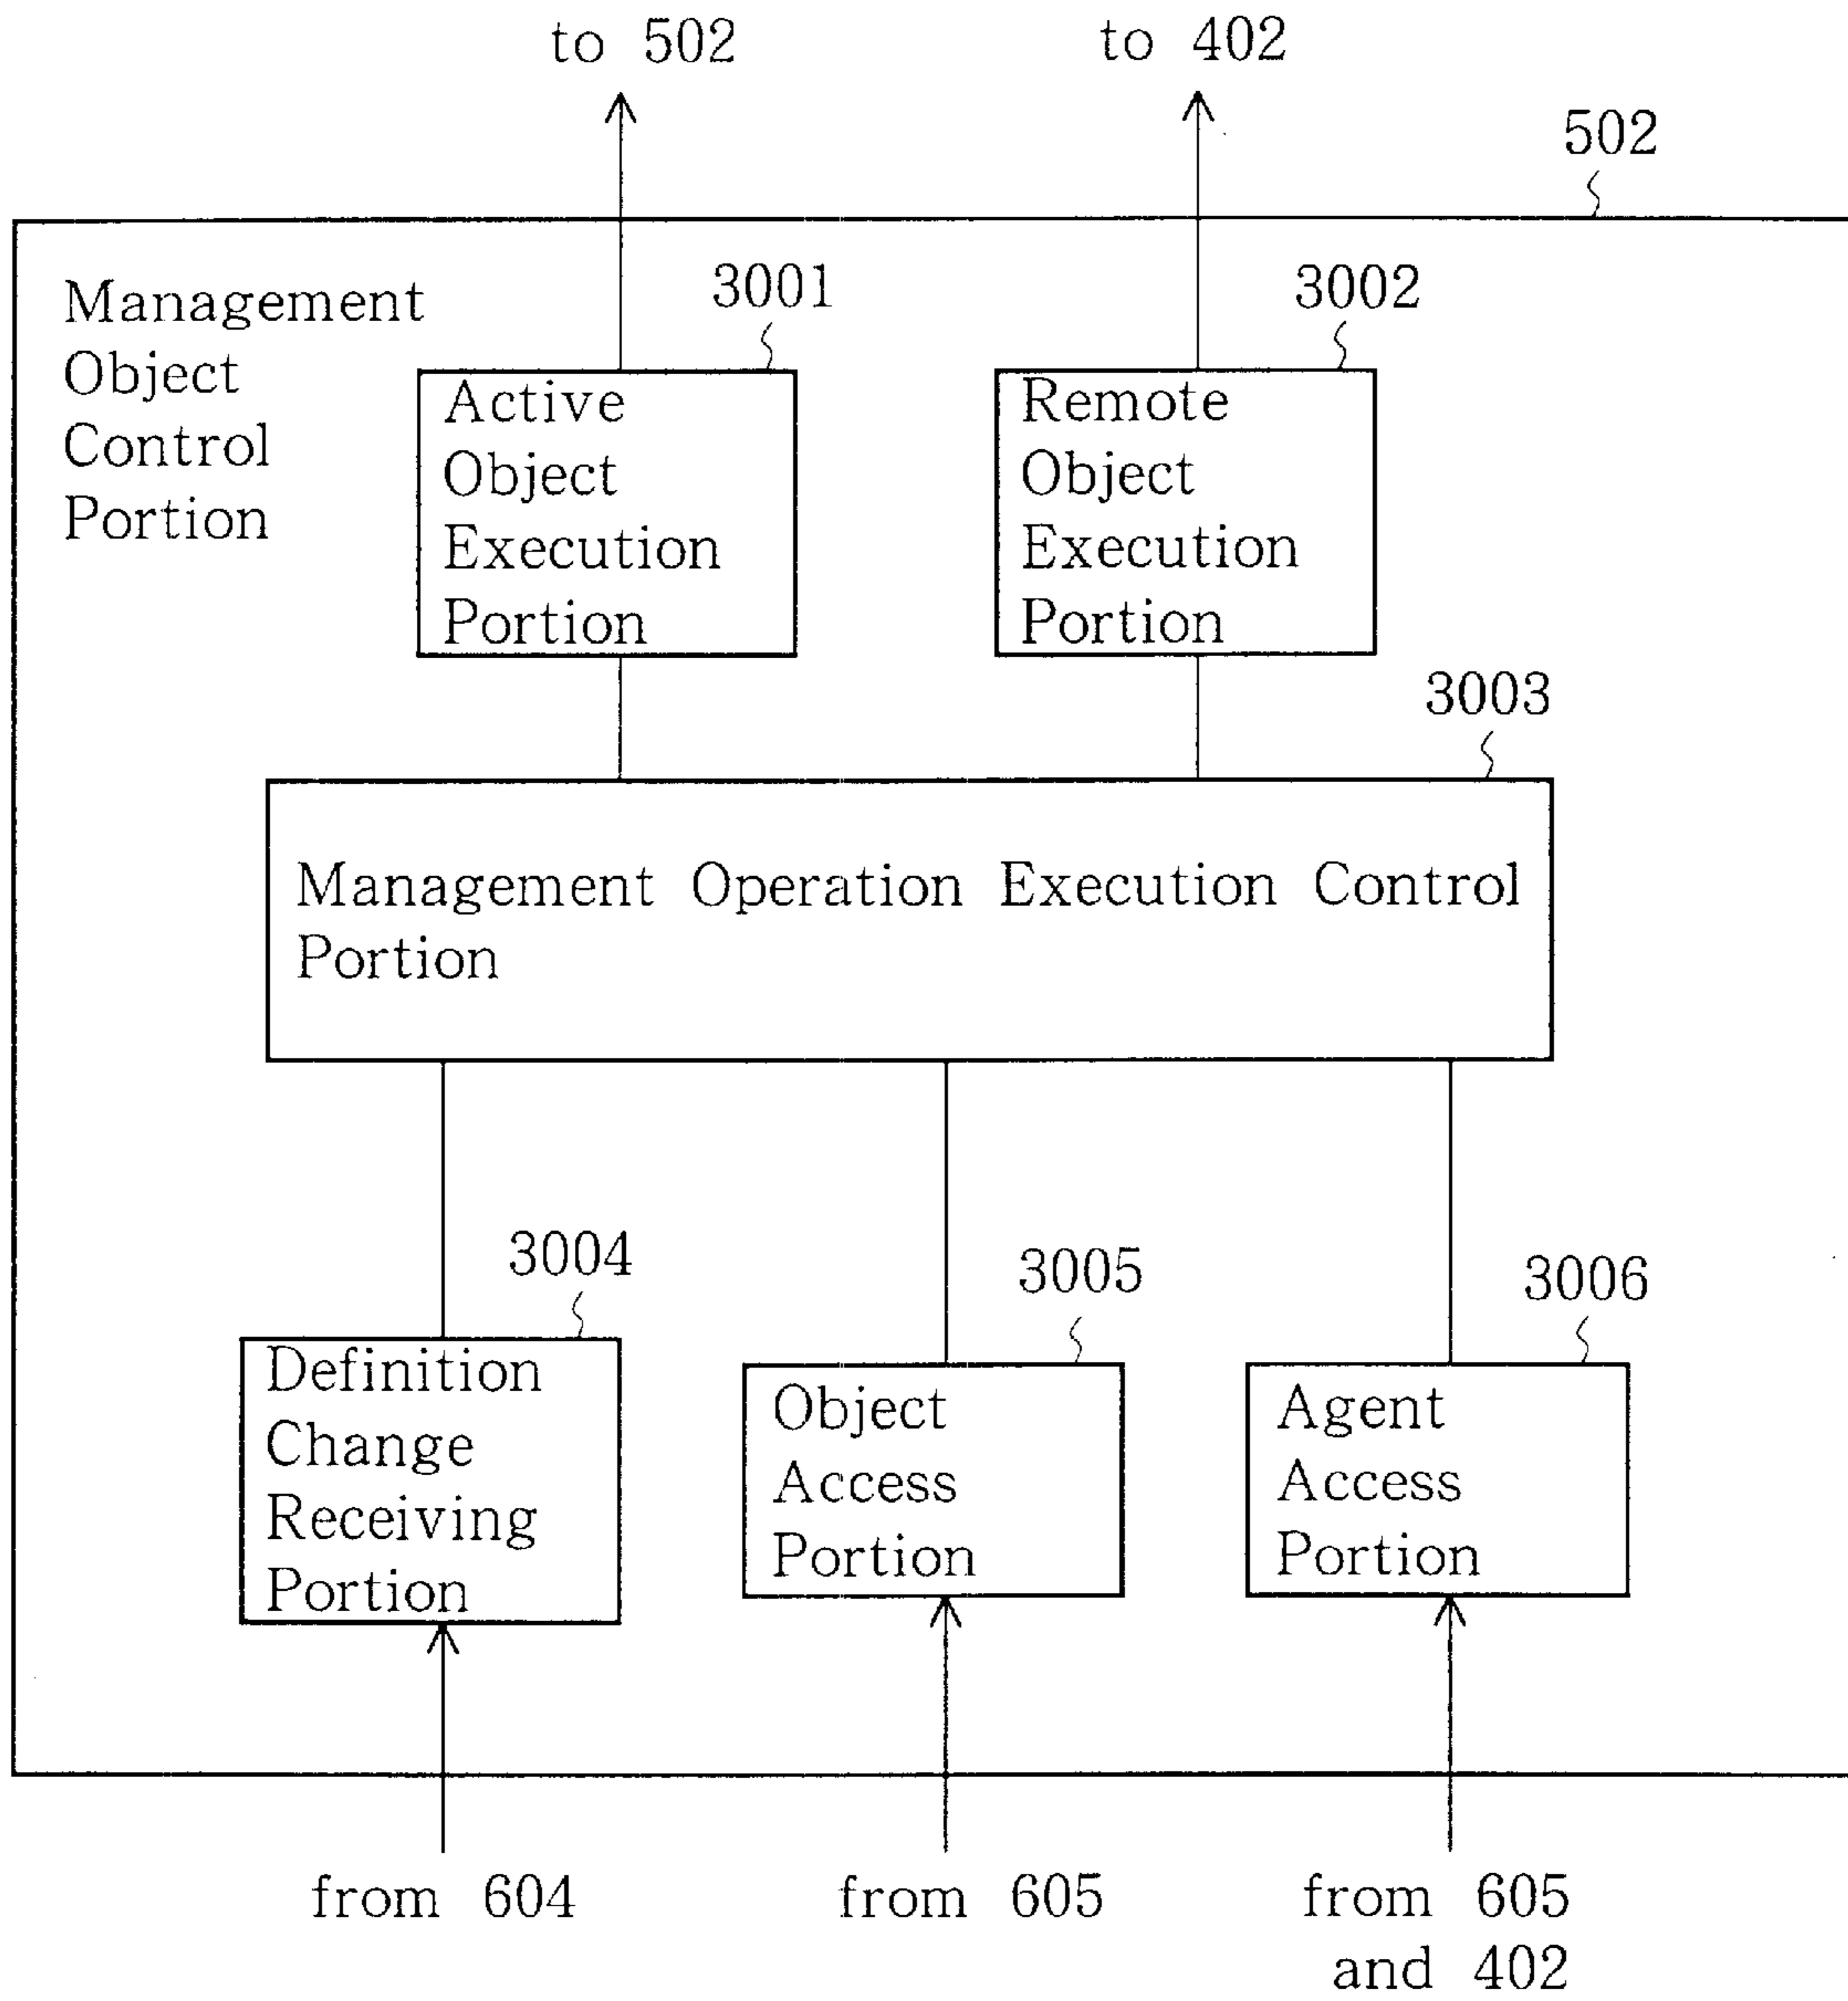 to 502
to 402
502
Management
Object
Control
Portion
3001
Active
Object
Execution
Portion
3002
Remote
Object
Execution
Portion
3003
Management Operation Execution Control
Portion
3004
Definition
Change
Receiving
Portion
3005
Object
Access
Portion
3006
Agent
Access
Portion
from 604
from 605
from 605
and 402